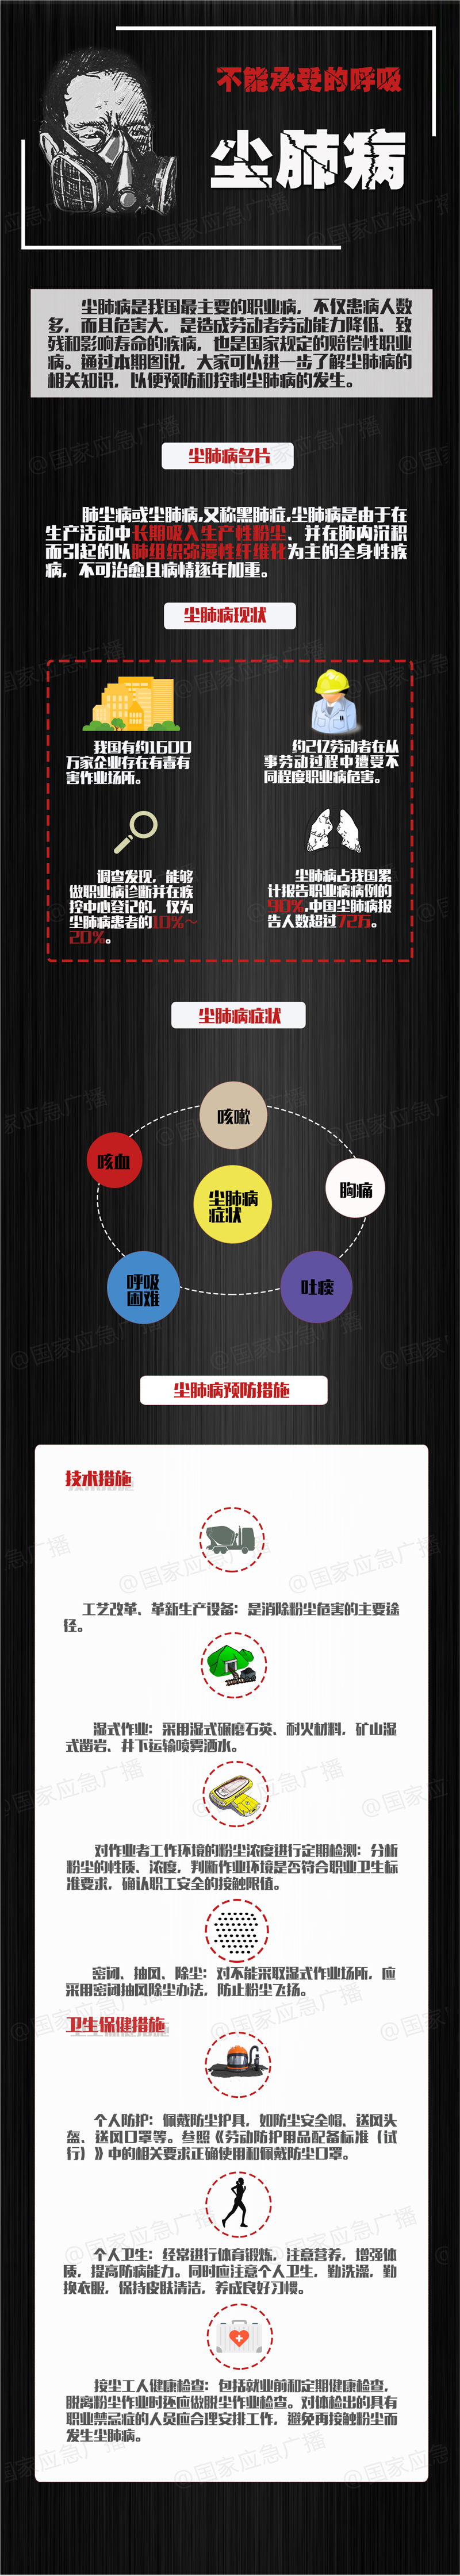 不能承受的呼吸
尘肺病
尘肺病是我国最主要的职业病，不仅患病人数
多，而且危害大，是造成劳动者劳动能力降低、致
残和影响寿命的疾病，也是国家规定的赔偿性职业
病。通过本期图说，大家可以进一步了解尘肺病的
相关知识，以便预防和控制尘肺病的发生。
尘肺病名片
肺尘病或尘肺病,又称黑肺症,尘肺病是由于在
生产活动中长期吸入生产性粉尘、并在肺内沉积
而引起的以肺组织弥漫性纤维化为主的全身性疾
病，不可治愈且病情逐年加重。
尘肺病现状
我国有约1600
万家企业存在有毒有
害作业场所。
约2亿劳动者在从
事劳动过程中遭受不
同程度职业病危害。
调查发现，能够
做职业病诊断并在疾
控中心登记的，仅为
尘肺病患者的10%～
20%。
尘肺病占我国累
计报告职业病病例的
90%,中国尘肺病报
告人数超过72万。
尘肺病症状
咳嗽
咳血
胸痛
尘肺病
症状
呼吸
困难
吐痰
尘肺病预防措施
技术措施
工艺改革、革新生产设备：是消除粉尘危害的主要途
径。
湿式作业：采用湿式碾磨石英、耐火材料，矿山湿
式凿岩、井下运输喷雾洒水。
对作业者工作环境的粉尘浓度进行定期检测：分析
粉尘的性质、浓度，判断作业环境是否符合职业卫生标
准要求，确认职工安全的接触限值。
密闭、抽风、除尘：对不能采取湿式作业场所，应
采用密闭抽风除尘办法，防止粉尘飞扬。
卫生保健措施
个人防护：佩戴防尘护具，如防尘安全帽、送风头
盔、送风口罩等。参照《劳动防护用品配备标准（试
行）》中的相关要求正确使用和佩戴防尘口罩。
个人卫生：经常进行体育锻炼，注意营养，增强体
质，提高防病能力。同时应注意个人卫生，勤洗澡，勤
换衣服，保持皮肤清洁，养成良好习惯。
接尘工人健康检查：包括就业前和定期健康检查，
脱离粉尘作业时还应做脱尘作业检查。对体检出的具有
职业禁忌症的人员应合理安排工作，避免再接触粉尘而
发生尘肺病。
@国家应急广播